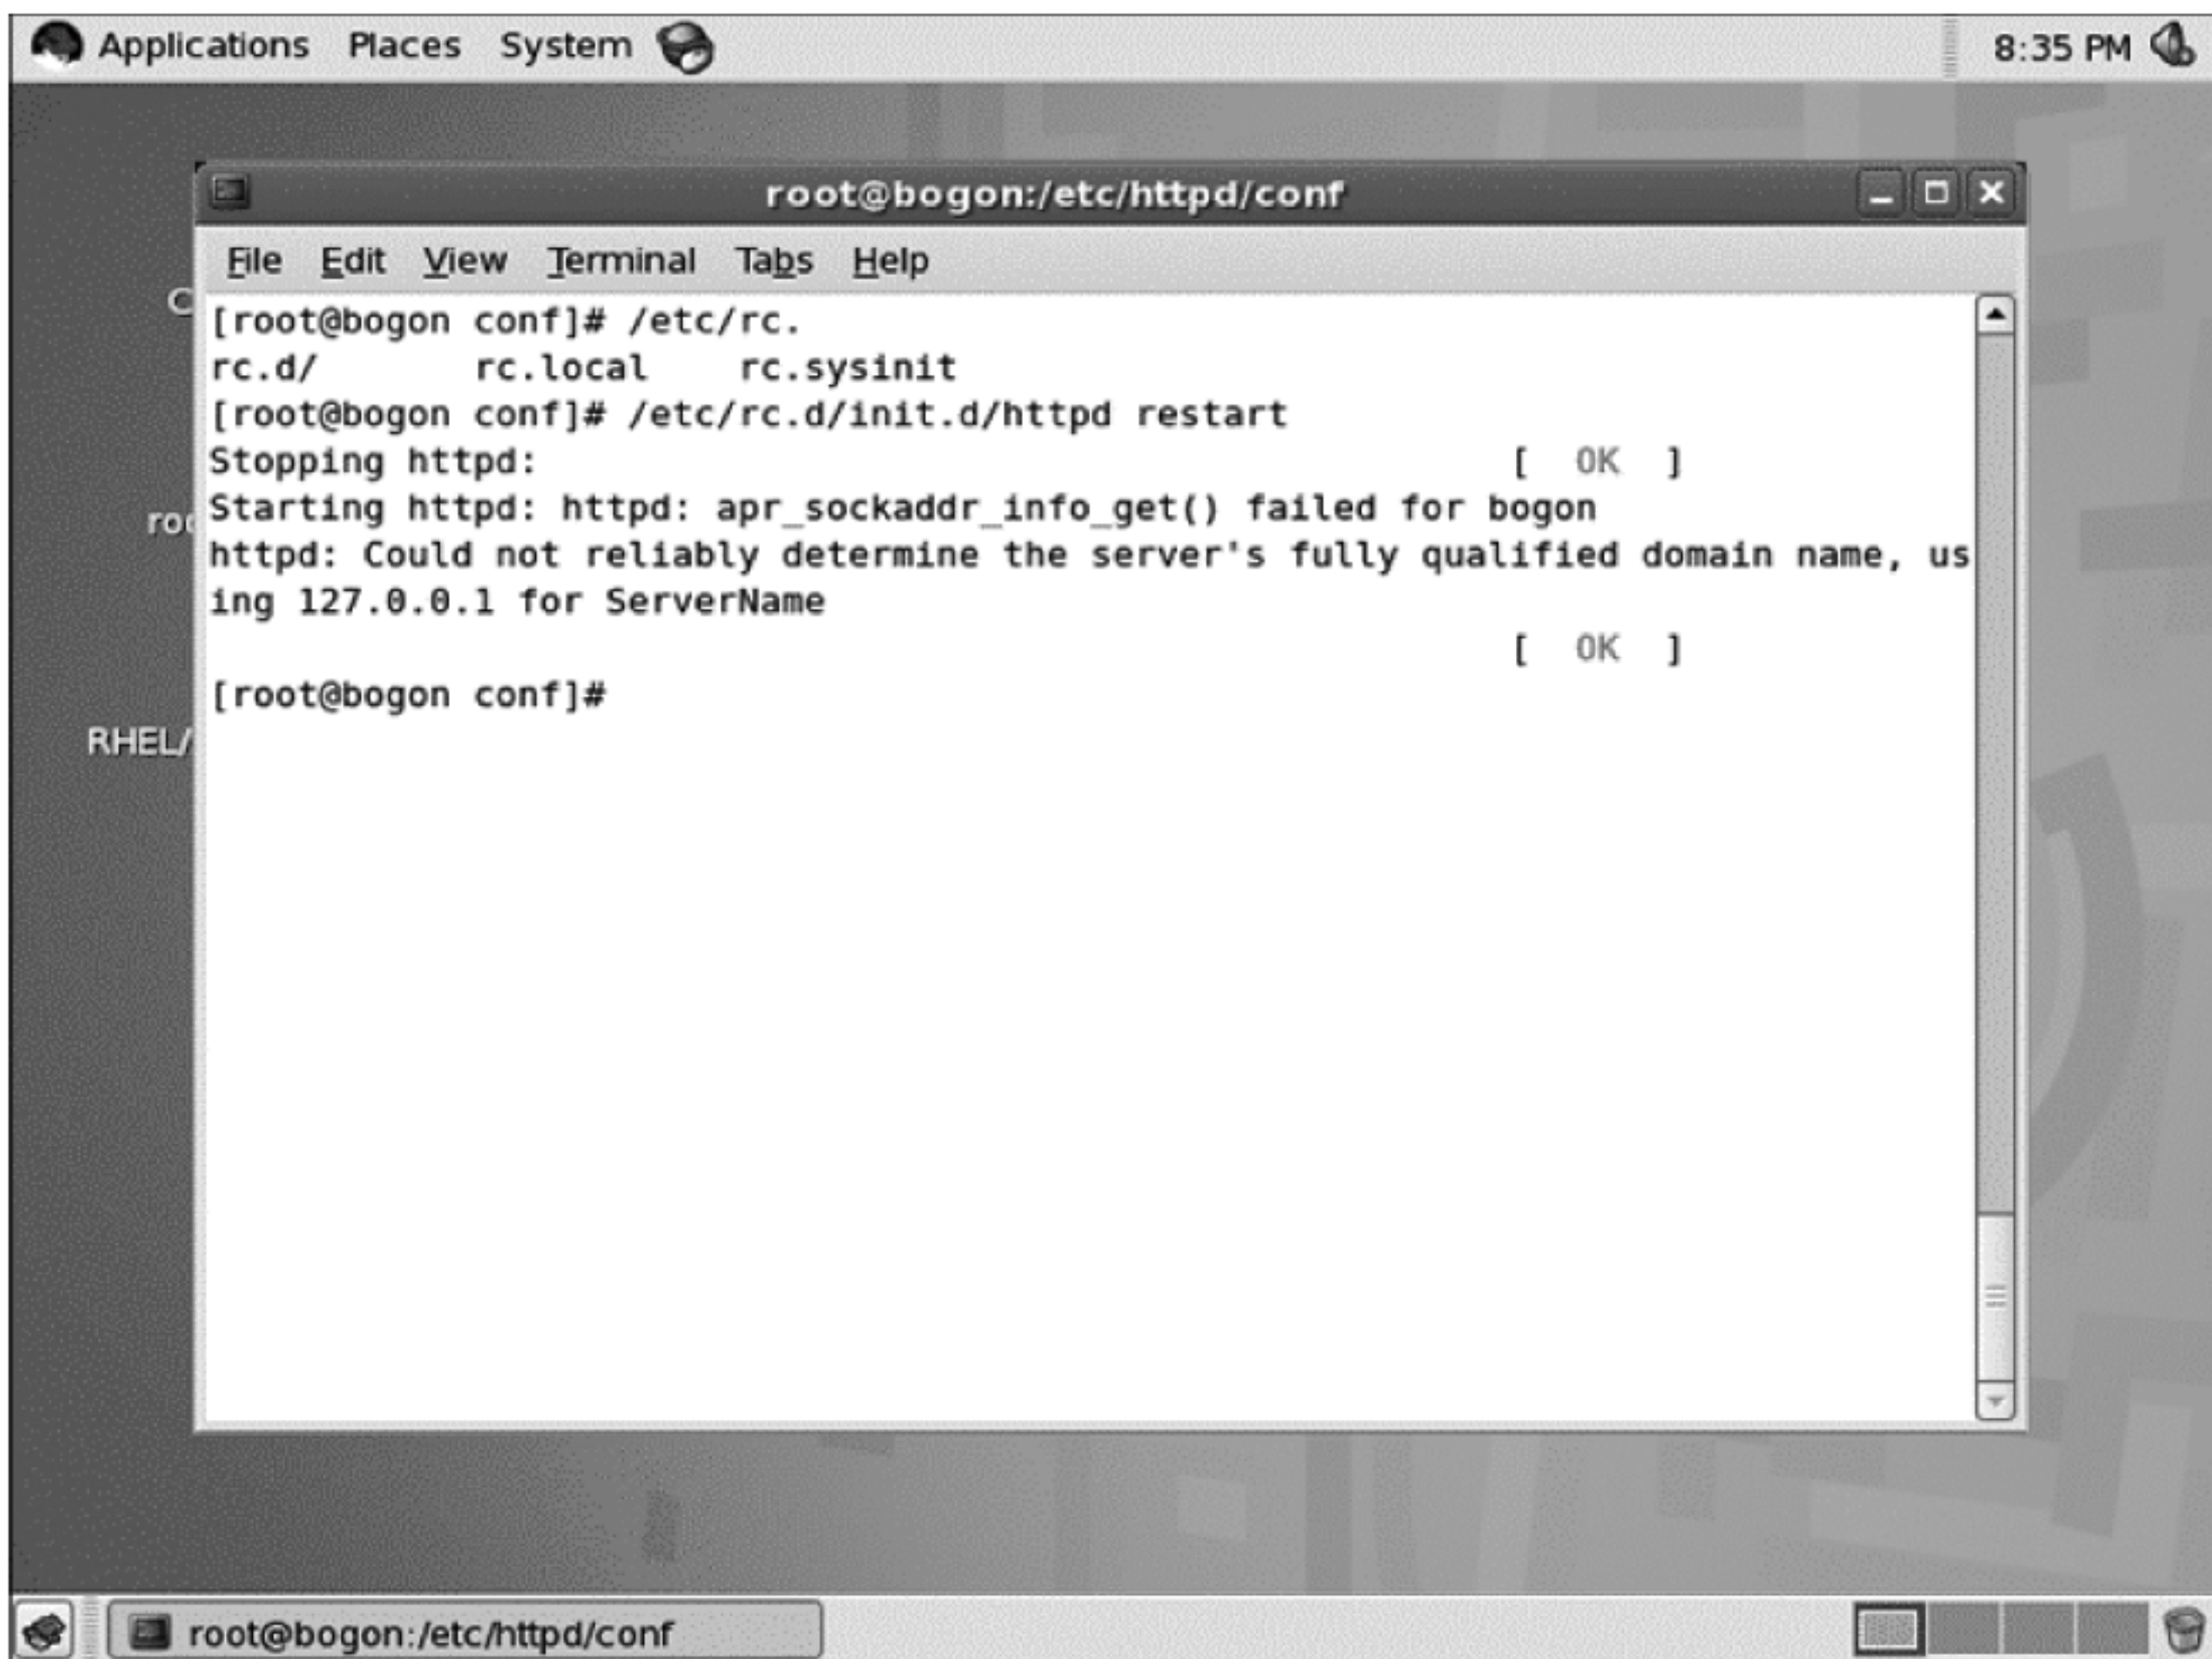 Applications Places System 8:35 PM
root@bogon:/etc/httpd/conf
File Edit View Terminal Tabs Help
[root@bogon conf]# /etc/rc.
rc.d/ rc.local rc.sysinit
[root@bogon conf]# /etc/rc.d/init.d/httpd restart
Stopping httpd: [ OK ]
Starting httpd: httpd: apr_sockaddr_info_get() failed for bogon
httpd: Could not reliably determine the server's fully qualified domain name, us
ing 127.0.0.1 for ServerName
[ OK ]
[root@bogon conf]#
RHEL/
root@bogon:/etc/httpd/conf